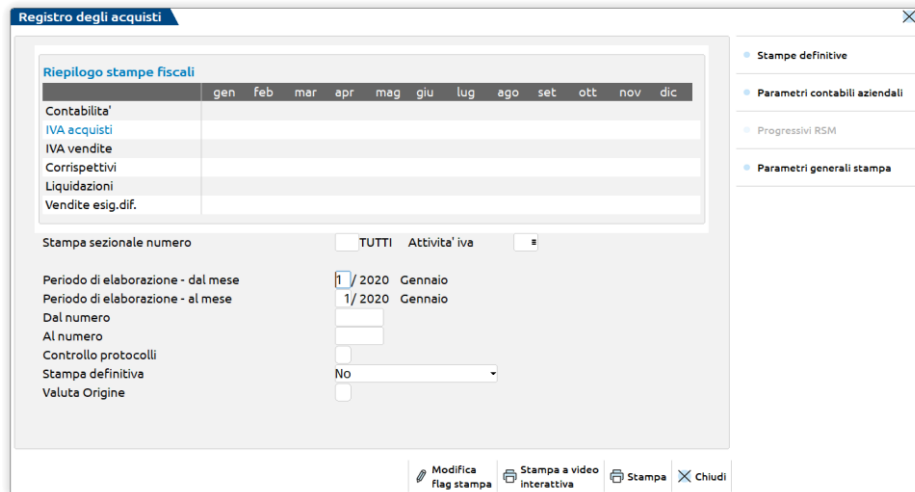 Registro degli acquisti
Riepilogo stampe fiscali
gen feb mar apr mag giu lug ago set ott nov dic
Contabilita'
IVA acquisti
IVA vendite
Corrispettivi
Liquidazioni
Vendite esig.dif.
Stampa sezionale numero TUTTI Attivita' iva
Periodo di elaborazione - dal mese 1 / 2020 Gennaio
Periodo di elaborazione - al mese 1/ 2020 Gennaio
Dal numero
Al numero
Controllo protocolli
Stampa definitiva No
Valuta Origine
Stampe definitive
Parametri contabili aziendali
Progressivi RSM
Parametri generali stampa
Modifica flag stampa
Stampa a video interattiva
Stampa
Chiudi